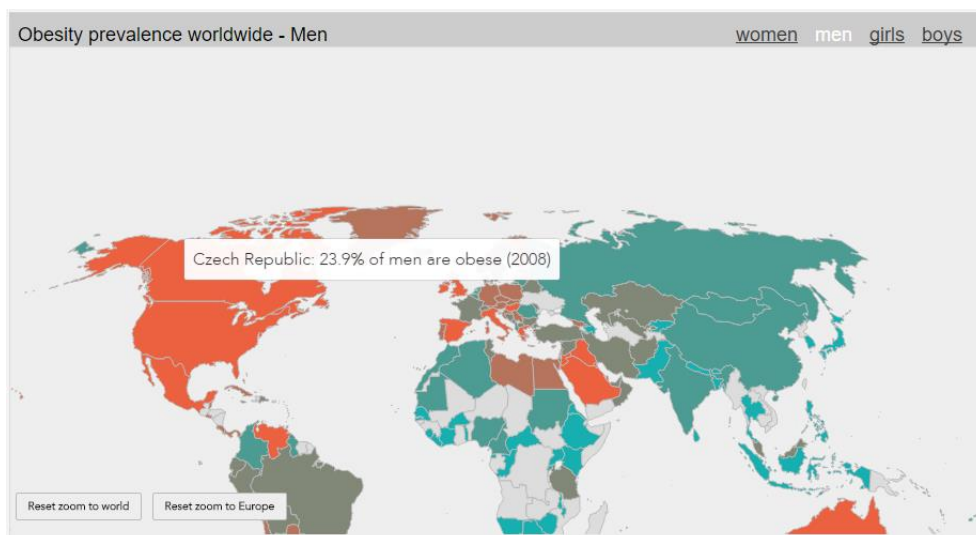 Obesity prevalence worldwide - Men
women men girls boys
Czech Republic: 23.9% of men are obese (2008)
Reset zoom to world
Reset zoom to Europe